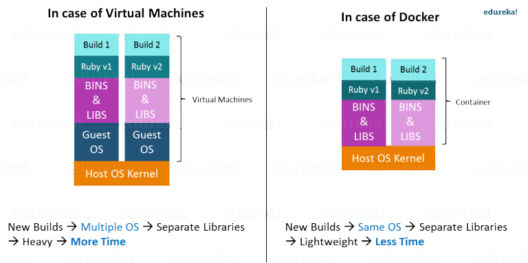 In case of Virtual Machines
Build 1
Build 2
Ruby v1
Ruby v2
BINS
&
LIBS
BINS
&
LIBS
Guest
OS
Guest
OS
Host OS Kernel
Virtual Machines
New Builds → Multiple OS → Separate Libraries
→ Heavy → More Time
edureka!
In case of Docker
Build 1
Build 2
Ruby v1
Ruby v2
BINS
&
LIBS
BINS
&
LIBS
Host OS Kernel
Container
New Builds → Same OS → Separate Libraries
→ Lightweight → Less Time